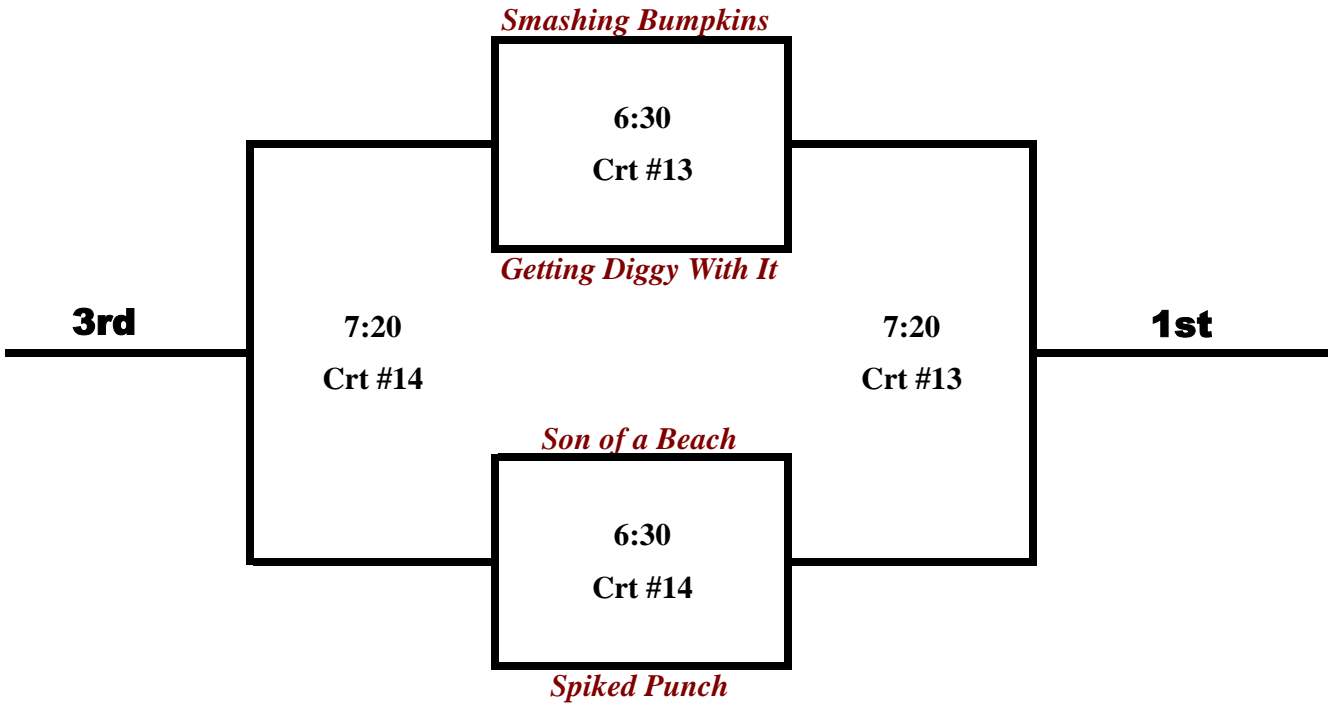 Smashing Bumpkins
6:30
Crt #13
Getting Diggy With It
3rd
7:20
Crt #14
7:20
Crt #13
1st
Son of a Beach
6:30
Crt #14
Spiked Punch